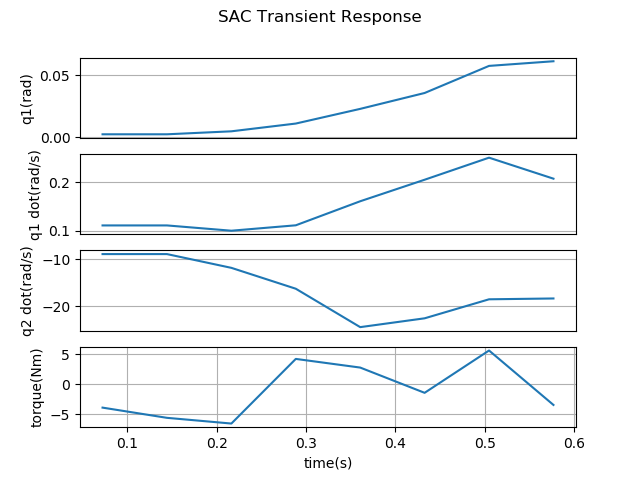 SAC Transient Response
q1(rad)
0.05
0.00
q1 dot(rad/s)
0.2
0.1
q2 dot(rad/s)
−10
−20
torque(Nm)
5
0
−5
0.1 0.2 0.3 0.4 0.5 0.6
time(s)